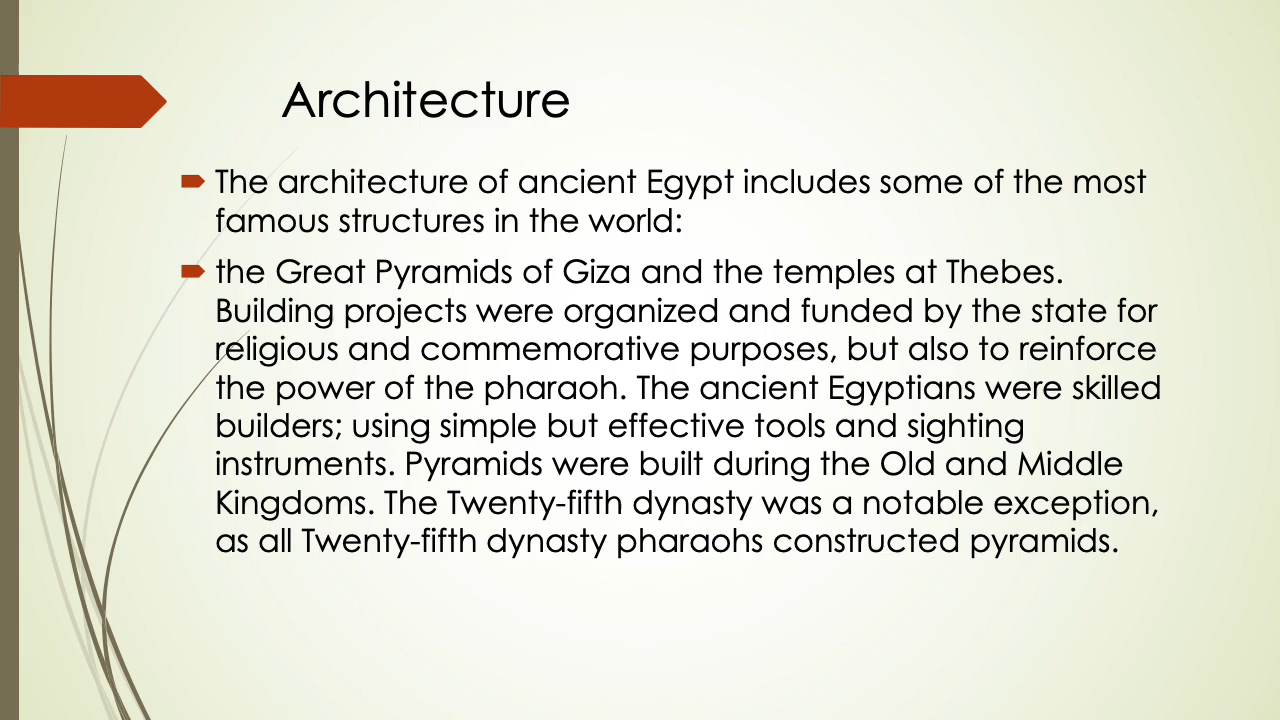 Architecture
The architecture of ancient Egypt includes some of the most
famous structures in the world:
the Great Pyramids of Giza and the temples at Thebes.
Building projects were organized and funded by the state for
religious and commemorative purposes, but also to reinforce
the power of the pharaoh. The ancient Egyptians were skilled
builders; using simple but effective tools and sighting
instruments. Pyramids were built during the Old and Middle
Kingdoms. The Twenty-fifth dynasty was a notable exception,
as all Twenty-fifth dynasty pharaohs constructed pyramids.